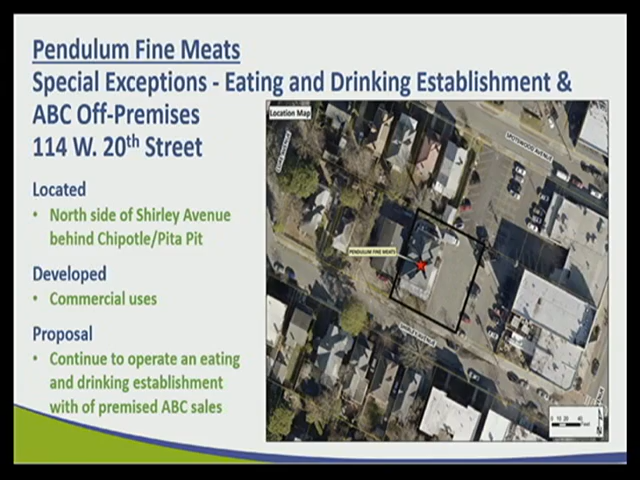 Pendulum Fine Meats
Special Exceptions - Eating and Drinking Establishment &
ABC Off-Premises
114 W. 20th Street
Location Map
SPOTSWOOD AVENUE
Located
• North side of Shirley Avenue
behind Chipotle/Pita Pit
PENDULUM FINE MEATS
Developed
• Commercial uses
SHIRLEY AVENUE
Proposal
• Continue to operate an eating
and drinking establishment
with of premised ABC sales